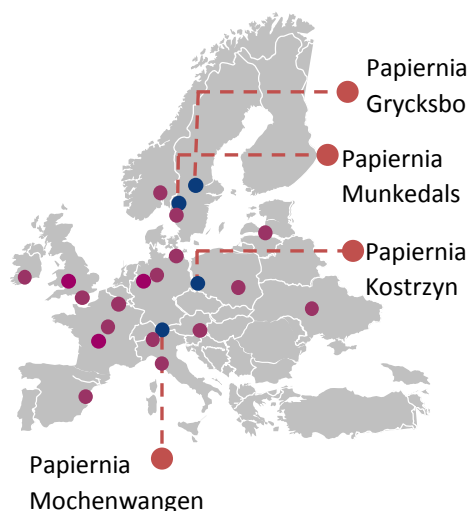 Papiernia
Grycksbo
Papiernia
Munkedals
Papiernia
Kostrzyn
Papiernia
Mochenwangen